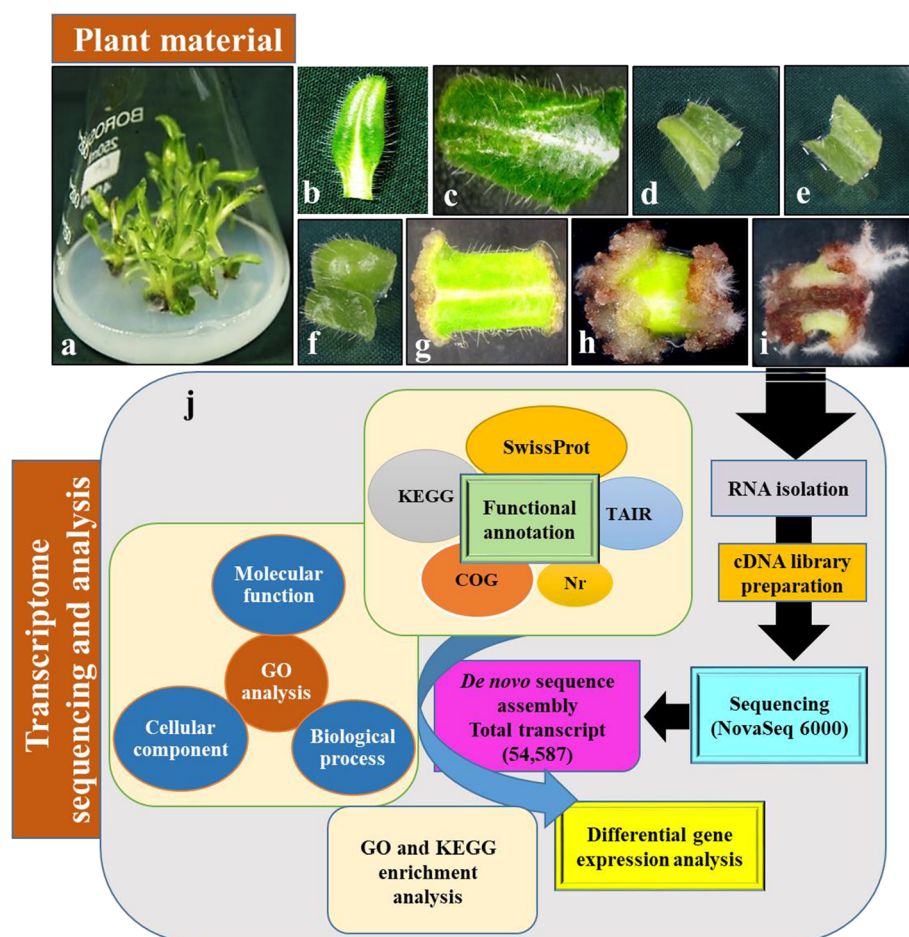 Plant material
BOROSIL
250ml
a
b
c
d
e
f
g
h
i
j
Transcriptome
sequencing and analysis
SwissProt
KEGG
Functional
annotation
TAIR
COG
Nr
RNA isolation
cDNA library
preparation
Molecular
function
GO
analysis
Cellular
component
Biological
process
De novo sequence
assembly
Total transcript
(54,587)
Sequencing
(NovaSeq 6000)
GO and KEGG
enrichment
analysis
Differential gene
expression analysis